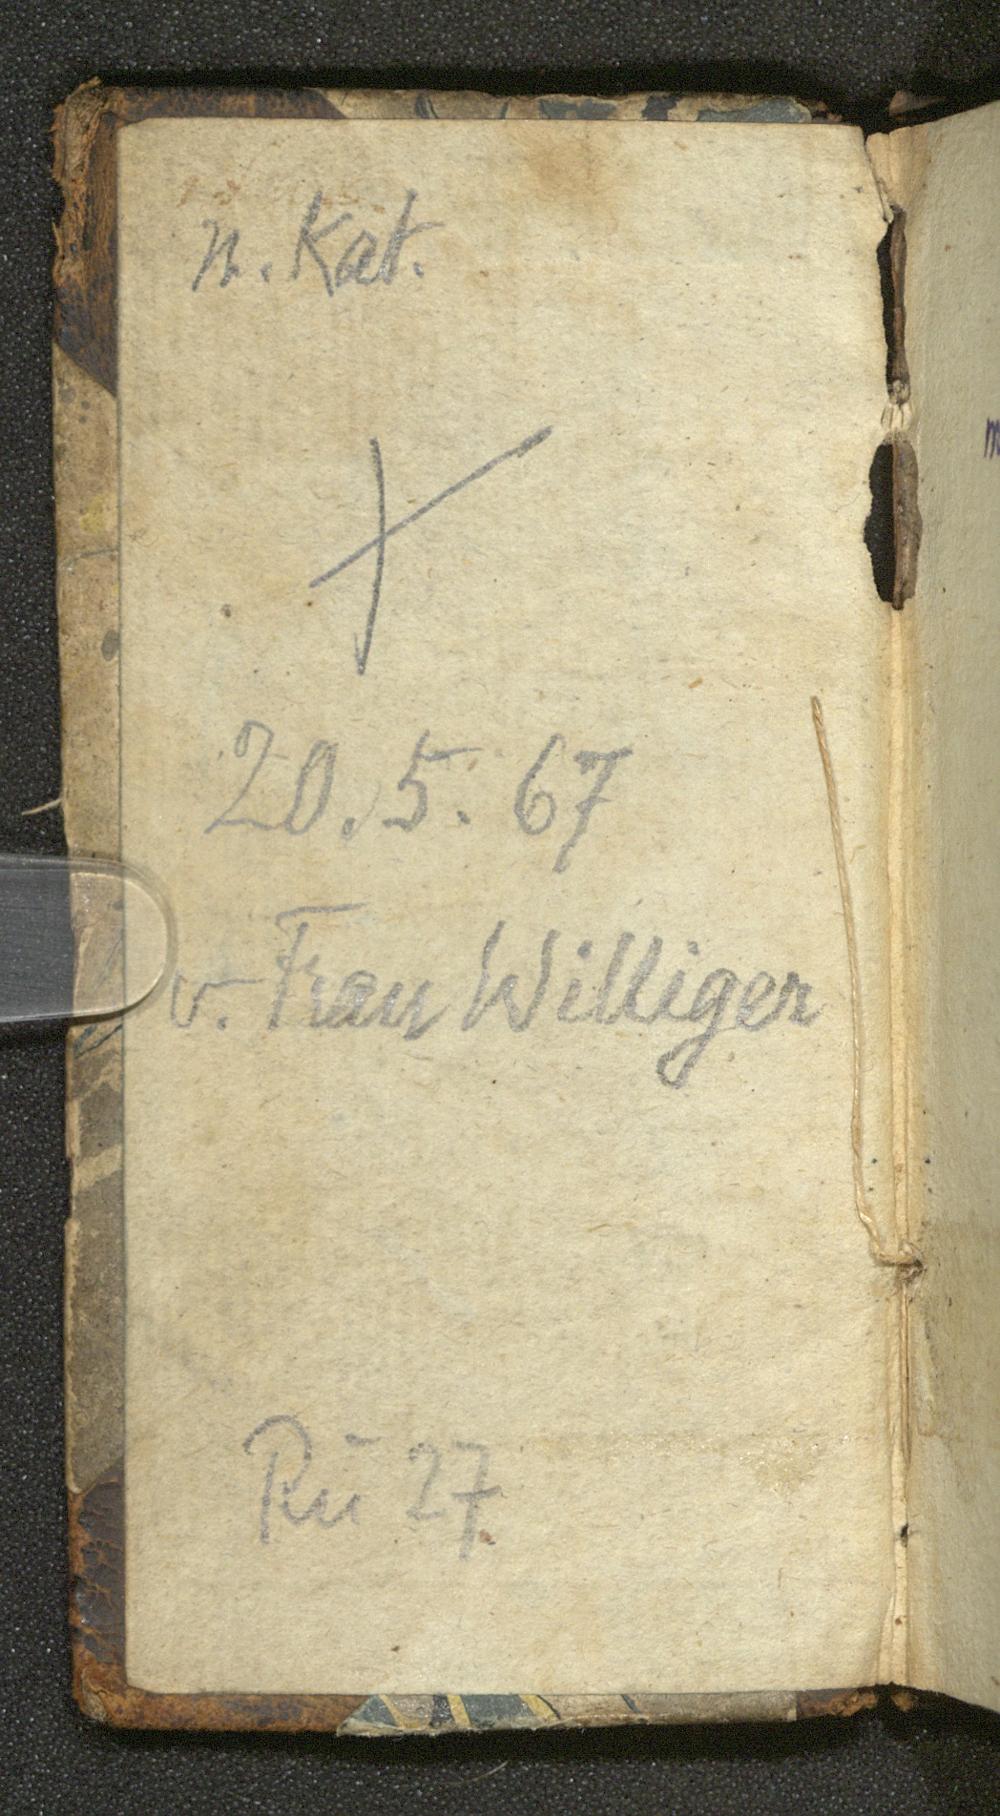 n. Kat.
20. 5. 67
v. Frau Williger
Rü 27